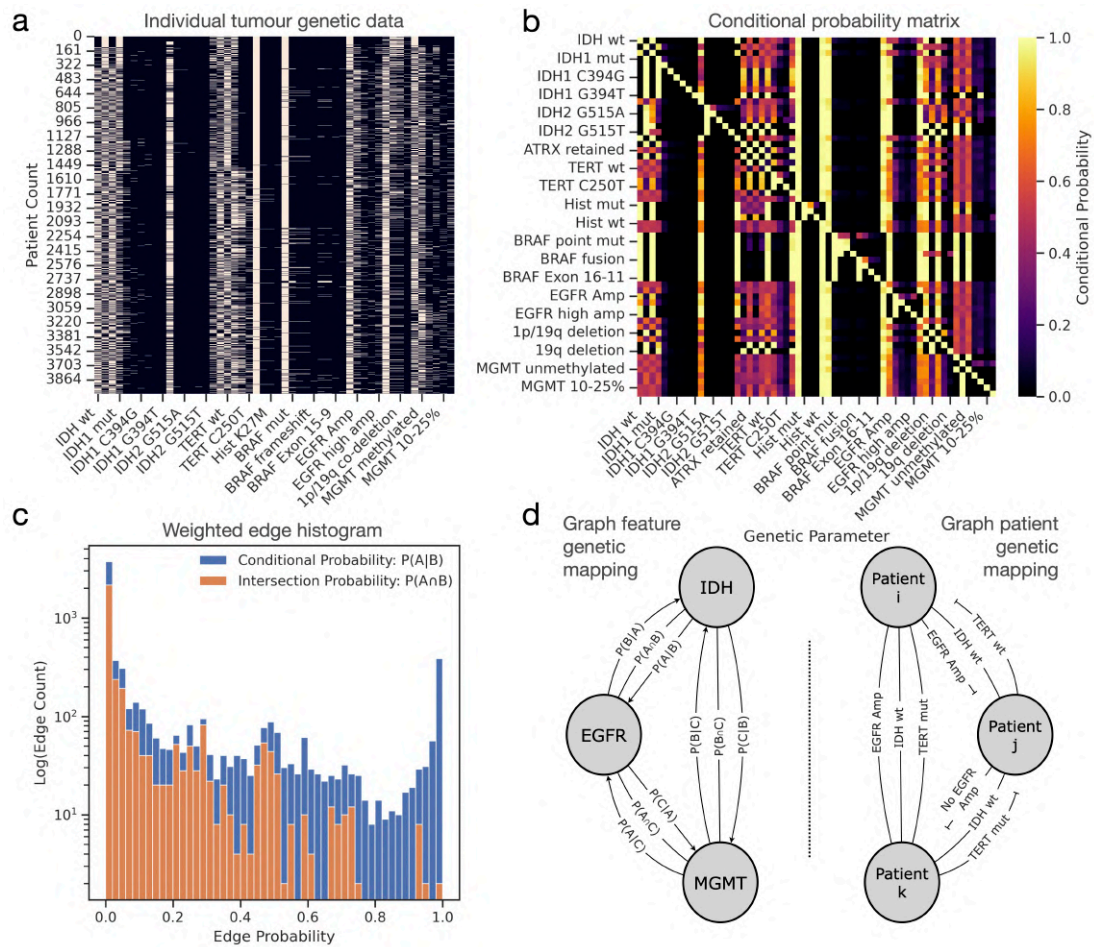 a
Individual tumour genetic data
Patient Count
0
161
322
483
644
805
966
1127
1288
1449
1610
1771
1932
2093
2254
2415
2576
2737
2898
3059
3220
3381
3542
3703
3864
IDH wt
IDH1 mut
IDH1 C394G
IDH1 G394T
IDH2 G515A
IDH2 G515T
TERT wt
TERT C250T
Hist K27M
BRAF mut
BRAF frameshift
BRAF Exon 15-9
EGFR Amp
EGFR high amp
1p/19q co-deletion
MGMT methylated
MGMT 10-25%
b
Conditional probability matrix
IDH wt
IDH1 mut
IDH1 C394G
IDH1 G394T
IDH2 G515A
IDH2 G515T
ATRX retained
TERT wt
TERT C250T
Hist mut
Hist wt
BRAF point mut
BRAF fusion
BRAF Exon 16-11
EGFR Amp
EGFR high amp
1p/19q deletion
19q deletion
MGMT unmethylated
MGMT 10-25%
IDH wt
IDH1 mut
IDH1 C394G
IDH1 G394T
IDH2 G515A
IDH2 G515T
ATRX retained
TERT wt
TERT C250T
Hist mut
Hist wt
BRAF point mut
BRAF fusion
Exon 16-11
EGFR Amp
EGFR high amp
1p/19q deletion
19q deletion
MGMT unmethylated
MGMT 10-25%
1.0
0.8
0.6
0.4
0.2
0.0
Conditional Probability
c
Weighted edge histogram
Conditional Probability: P(A|B)
Intersection Probability: P(A∩B)
Log(Edge Count)
10³
10²
10¹
0.0
0.2
0.4
0.6
0.8
1.0
Edge Probability
d
Graph feature
genetic
mapping
Genetic Parameter
Graph patient
genetic
mapping
IDH
P(B|A)
P(A∩B)
P(A|B)
EGFR
P(B|C)
P(B∩C)
P(C|B)
P(C|A)
P(A∩C)
P(A|C)
MGMT
Patient
i
TERT wt
IDH wt
EGFR Amp
EGFR Amp
IDH wt
TERT mut
Patient
j
No EGFR
Amp
IDH wt
TERT mut
Patient
k